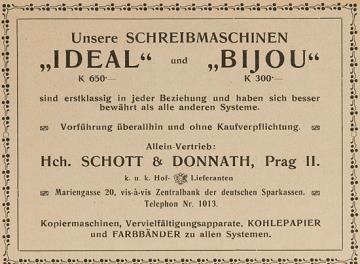 Unsere SCHREIBMASCHINEN
„IDEAL“ und „BIJOU“
K 650·— K 300·—
sind erstklassig in jeder Beziehung und haben sich besser
bewährt als alle anderen Systeme.
Vorführung überallhin und ohne Kaufverpflichtung.
Allein-Vertrieb:
Hch. SCHOTT & DONNATH, Prag II.
k. u. k. Hof- Lieferanten
Mariengasse 20, vis-à-vis Zentralbank der deutschen Sparkassen.
Telephon Nr. 1013.
Kopiermaschinen, Vervielfältigungsapparate, KOHLEPAPIER
und FARBBÄNDER zu allen Systemen.